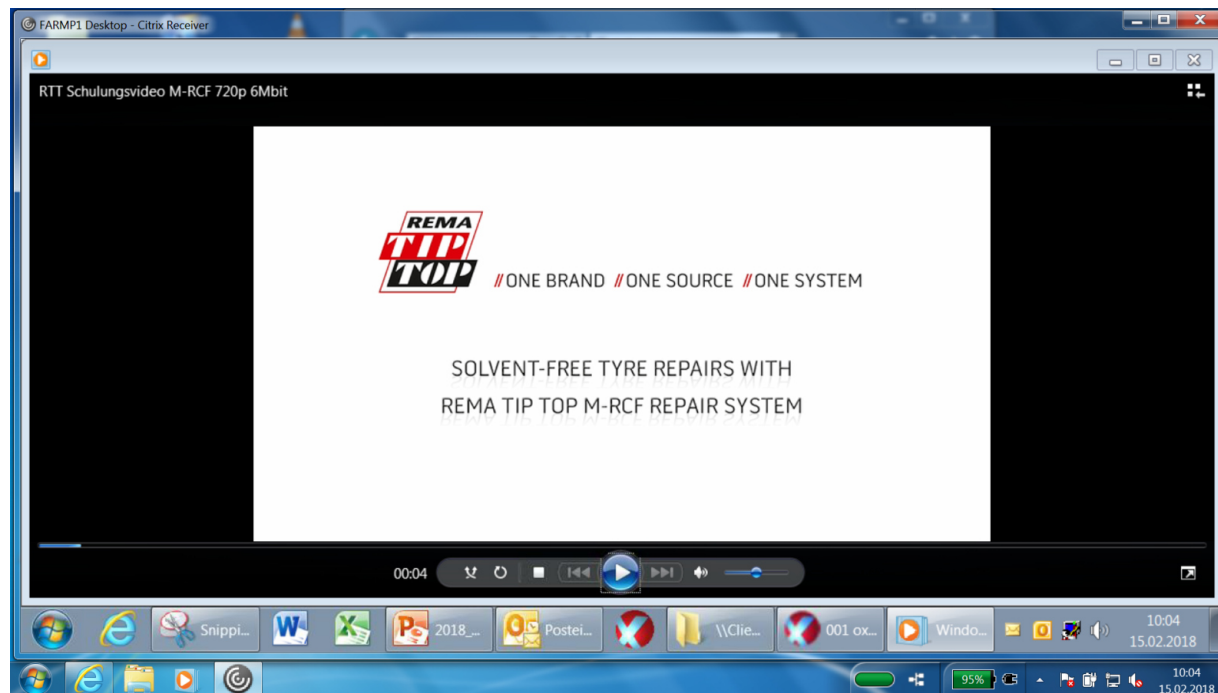 FARMP1 Desktop - Citrix Receiver
RTT Schulungsvideo M-RCF 720p 6Mbit
REMA
TIP
TOP
//ONE BRAND //ONE SOURCE //ONE SYSTEM
SOLVENT-FREE TYRE REPAIRS WITH
REMA TIP TOP M-RCF REPAIR SYSTEM
00:04
Snippi...
2018_...
Postei...
\\Clie...
001 ox...
Windo...
10:04
15.02.2018
95%
10:04
15.02.2018